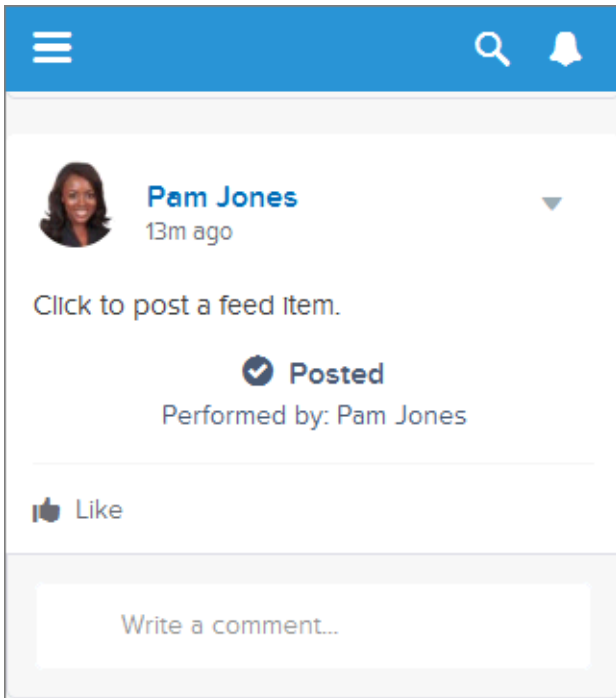 Pam Jones
13m ago
Click to post a feed item.
Posted
Performed by: Pam Jones
Like
Write a comment...